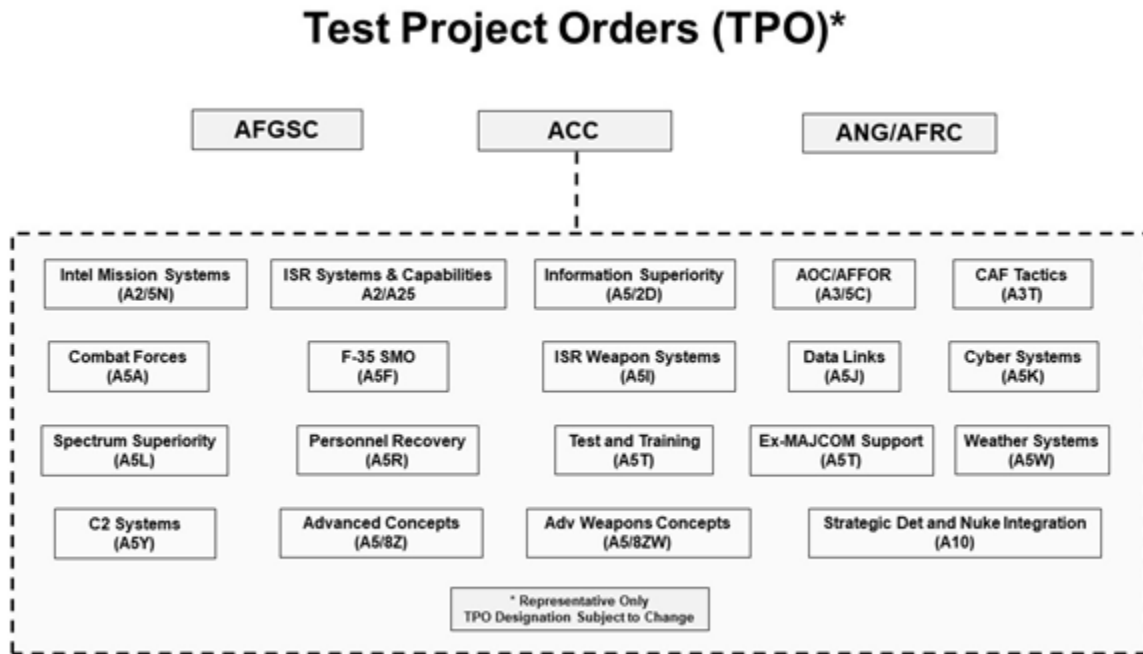 Test Project Orders (TPO)*
AFGSC
ACC
ANG/AFRC
Intel Mission Systems
(A2/5N)
ISR Systems & Capabilities
A2/A25
Information Superiority
(A5/2D)
AOC/AFFOR
(A3/5C)
CAF Tactics
(A3T)
Combat Forces
(A5A)
F-35 SMO
(A5F)
ISR Weapon Systems
(A5I)
Data Links
(A5J)
Cyber Systems
(A5K)
Spectrum Superiority
(A5L)
Personnel Recovery
(A5R)
Test and Training
(A5T)
Ex-MAJCOM Support
(A5T)
Weather Systems
(A5W)
C2 Systems
(A5Y)
Advanced Concepts
(A5/8Z)
Adv Weapons Concepts
(A5/8ZW)
Strategic Det and Nuke Integration
(A10)
* Representative Only
TPO Designation Subject to Change